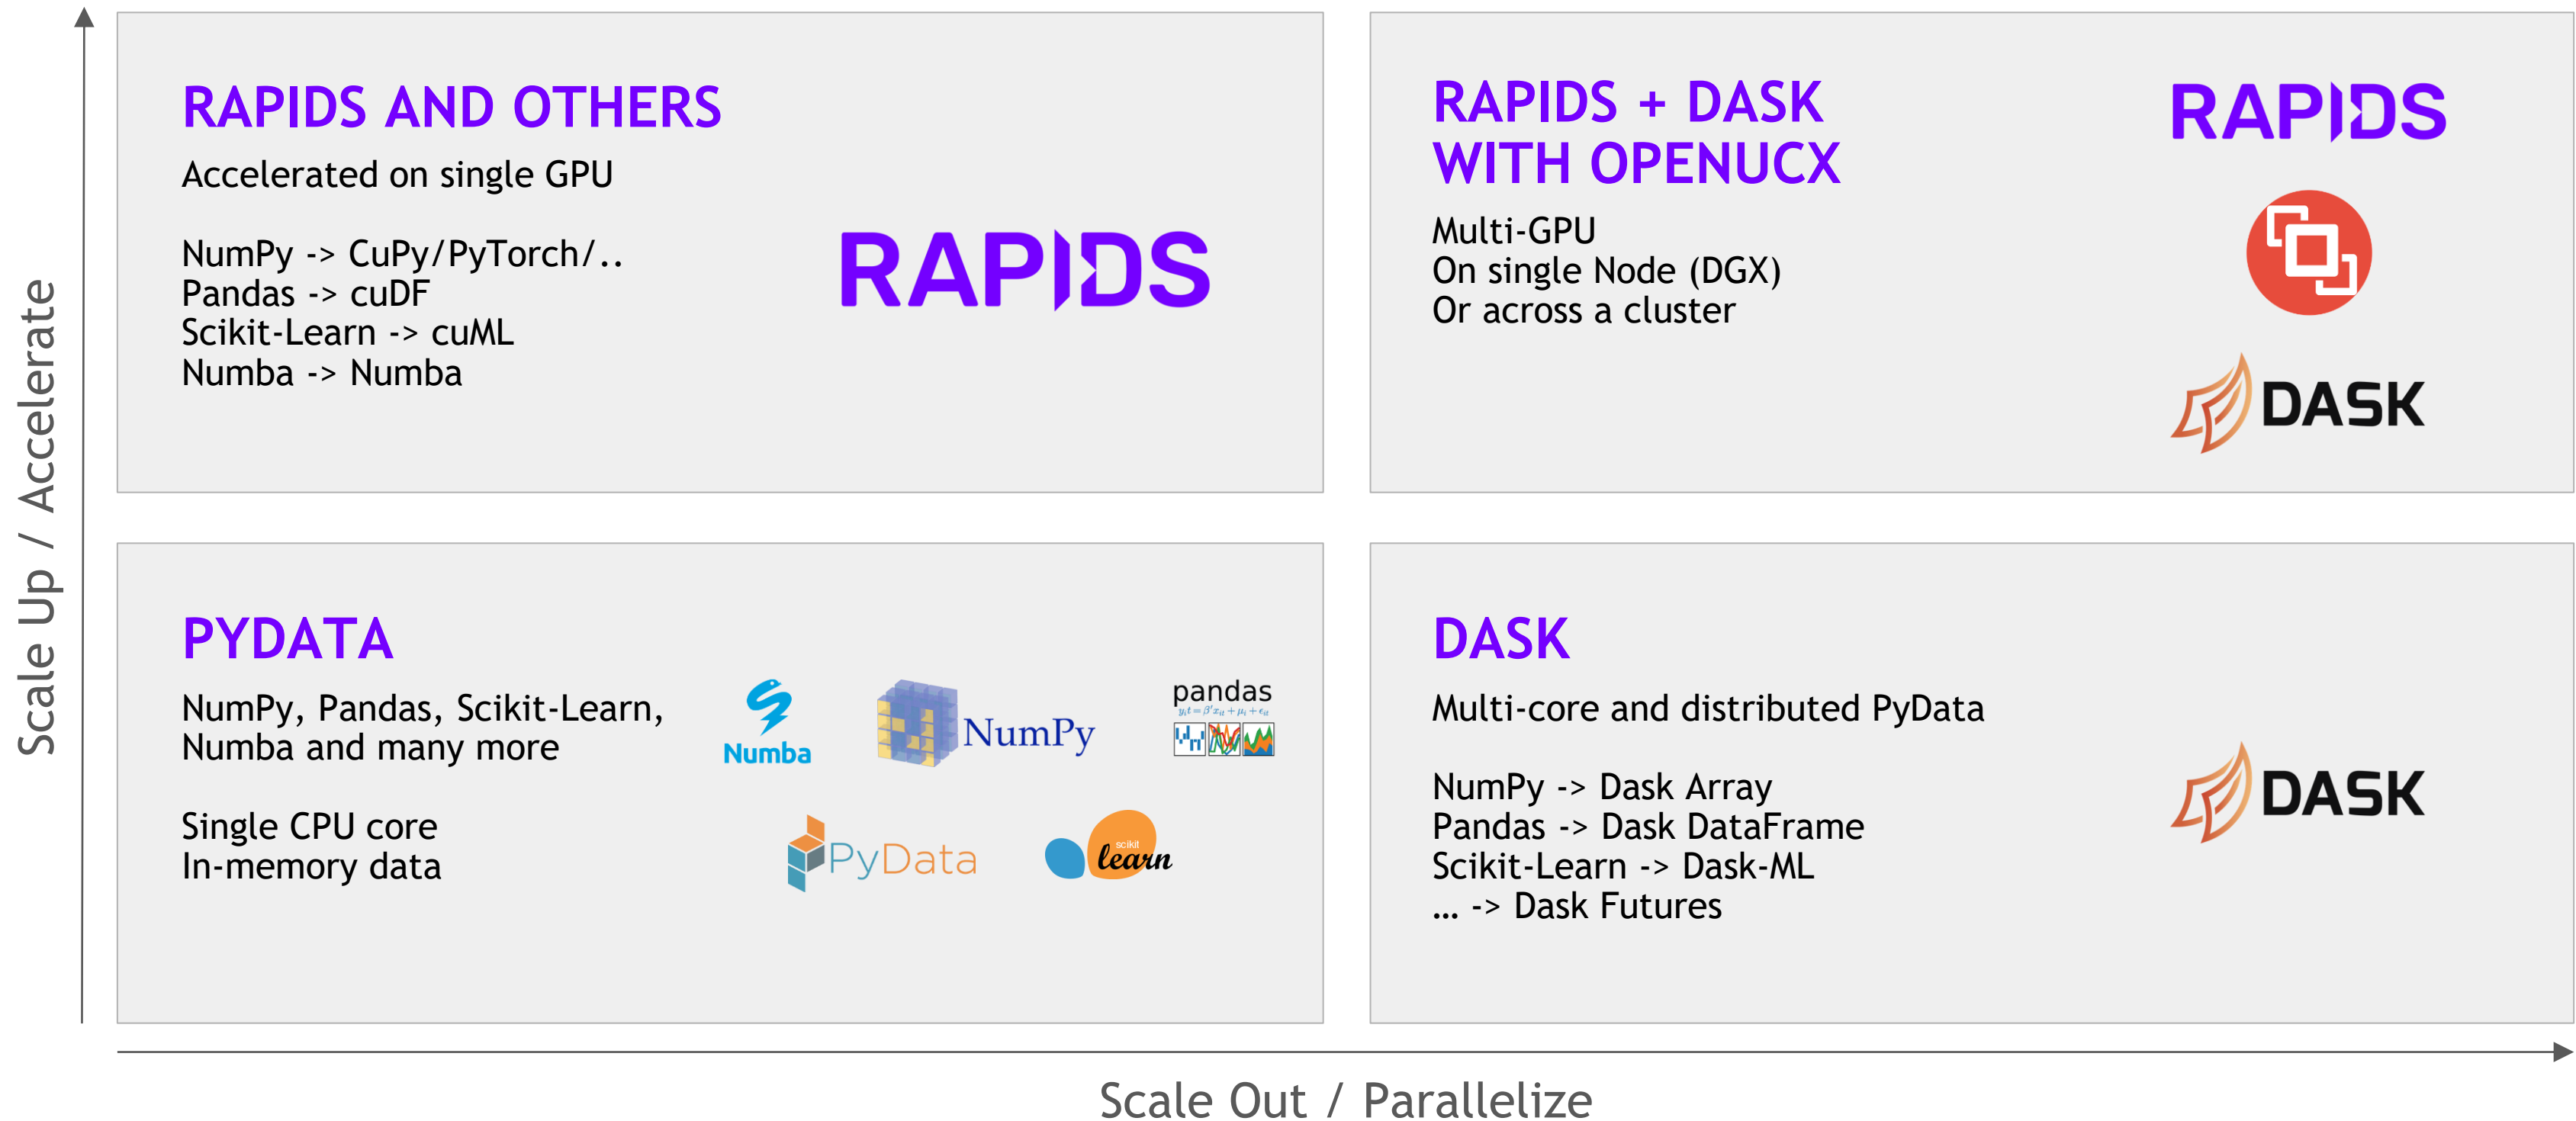 Scale Up / Accelerate
RAPIDS AND OTHERS
Accelerated on single GPU
NumPy -> CuPy/PyTorch/..
Pandas -> cuDF
Scikit-Learn -> cuML
Numba -> Numba
RAPIDS
RAPIDS + DASK
WITH OPENUCX
Multi-GPU
On single Node (DGX)
Or across a cluster
RAPIDS
DASK
PYDATA
NumPy, Pandas, Scikit-Learn,
Numba and many more
Single CPU core
In-memory data
Numba
NumPy
pandas
y_it = β'x_it + μ_i + ϵ_it
PyData
scikit
learn
DASK
Multi-core and distributed PyData
NumPy -> Dask Array
Pandas -> Dask DataFrame
Scikit-Learn -> Dask-ML
… -> Dask Futures
DASK
Scale Out / Parallelize